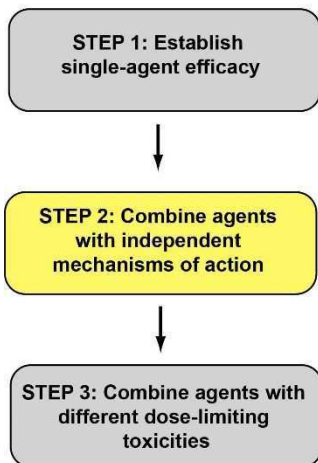 STEP 1: Establish
single-agent efficacy
STEP 2: Combine agents
with independent
mechanisms of action
STEP 3: Combine agents with
different dose-limiting
toxicities